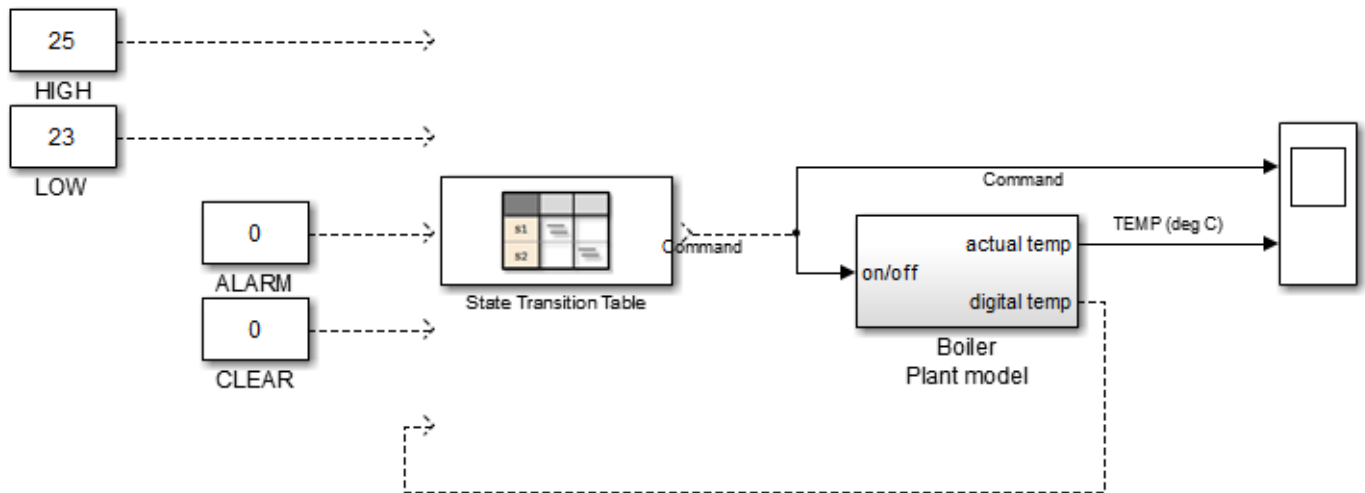 25
HIGH
23
LOW
0
ALARM
0
CLEAR
s1
s2
State Transition Table
Command
Command
on/off
actual temp
digital temp
Boiler
Plant model
TEMP (deg C)